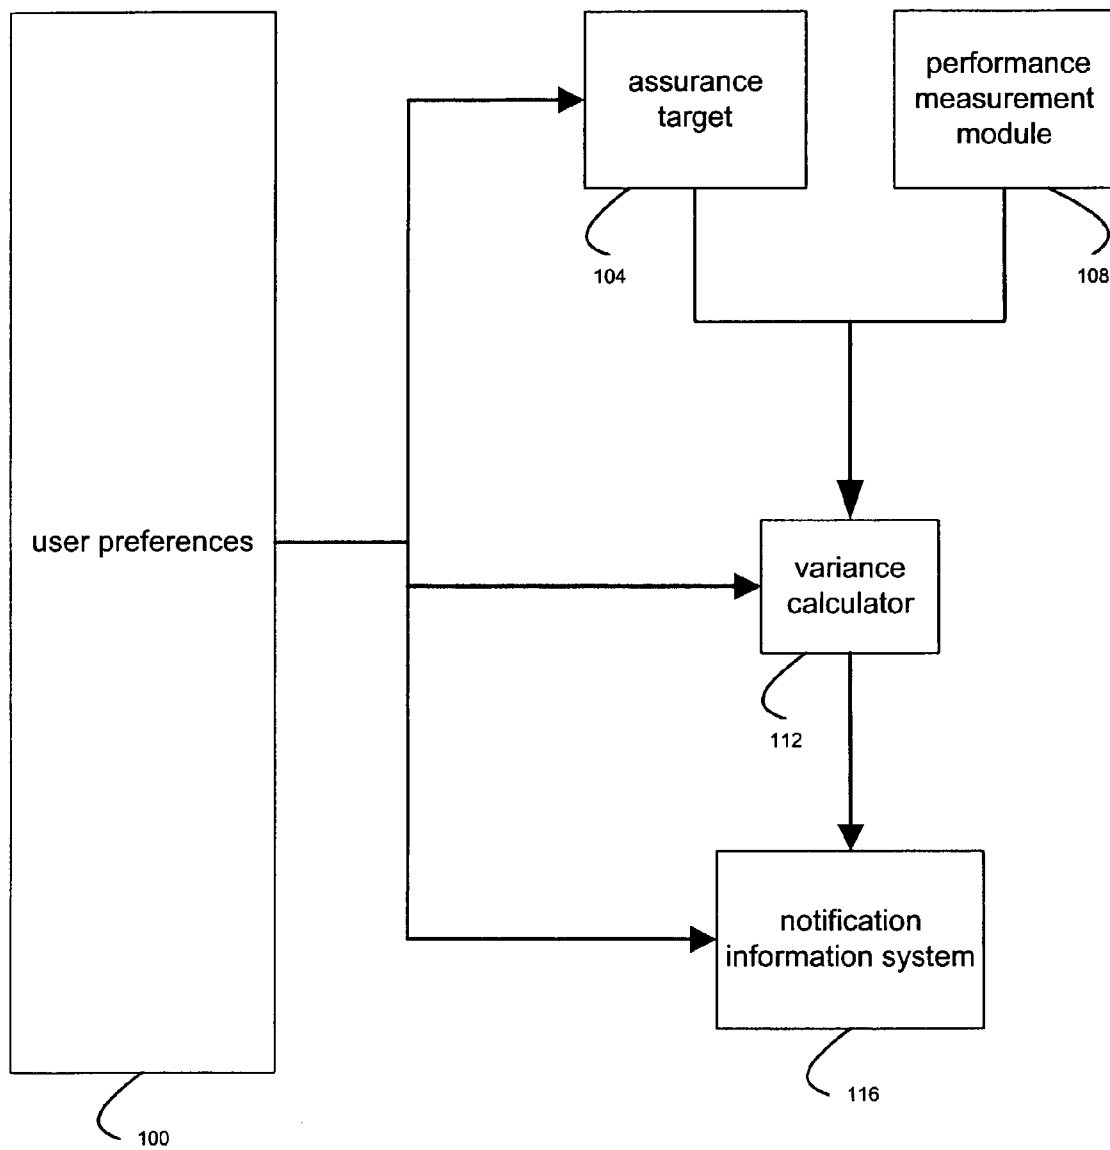 assurance
target
performance
measurement
module
104
108
user preferences
variance
calculator
112
notification
information system
116
100